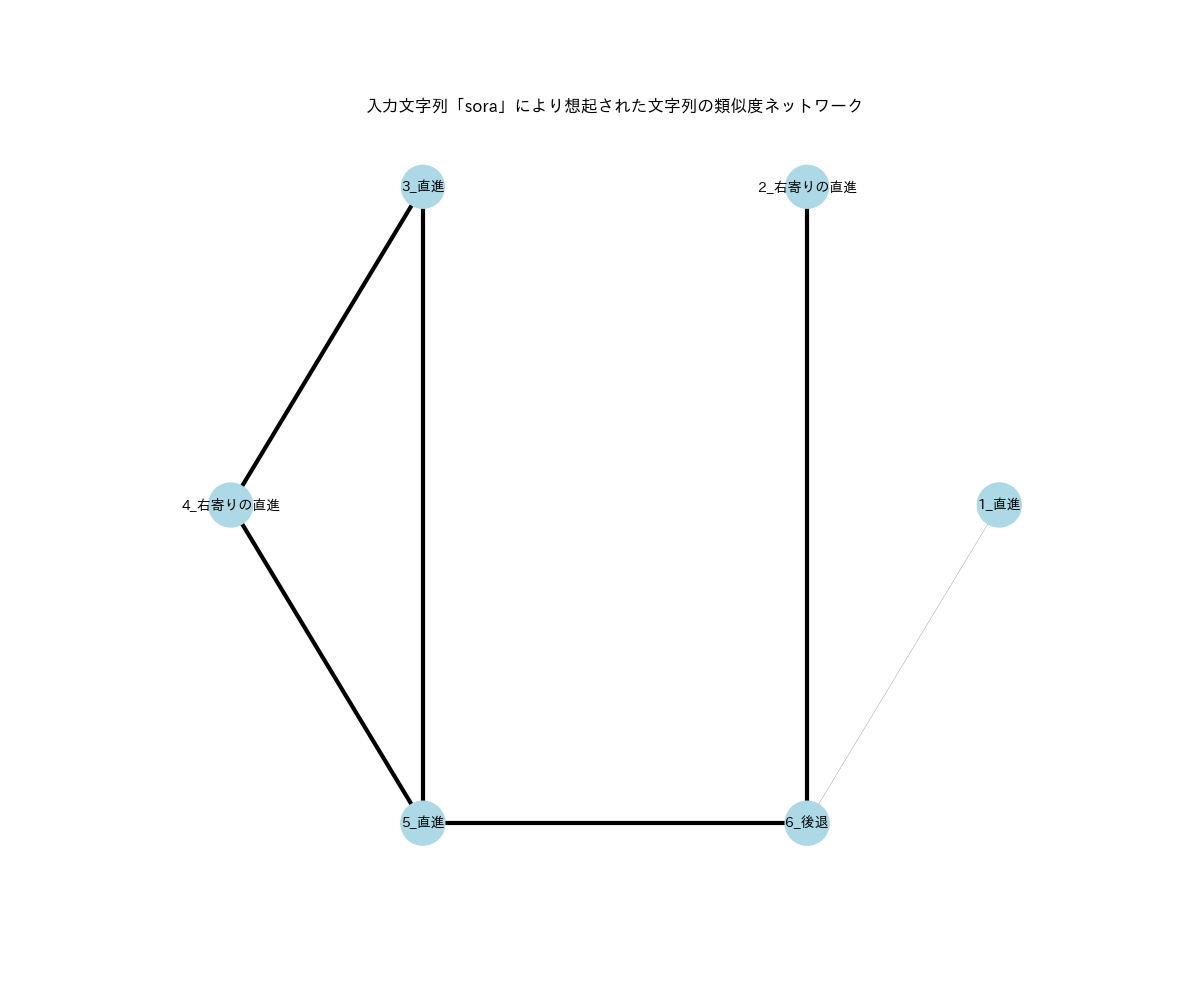 入力文字列「sora」により想起された文字列の類似度ネットワーク
3_直進
2_右寄りの直進
4_右寄りの直進
1_直進
5_直進
6_後退